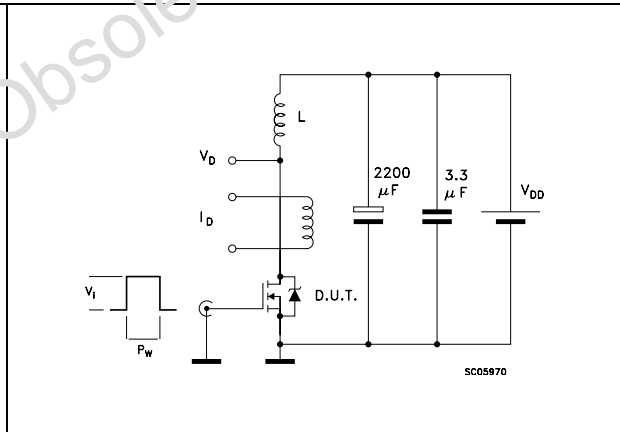 Obsole
L
V_D
2200
μF
3.3
μF
V_DD
I_D
V_i
D.U.T.
P_W
SC05970